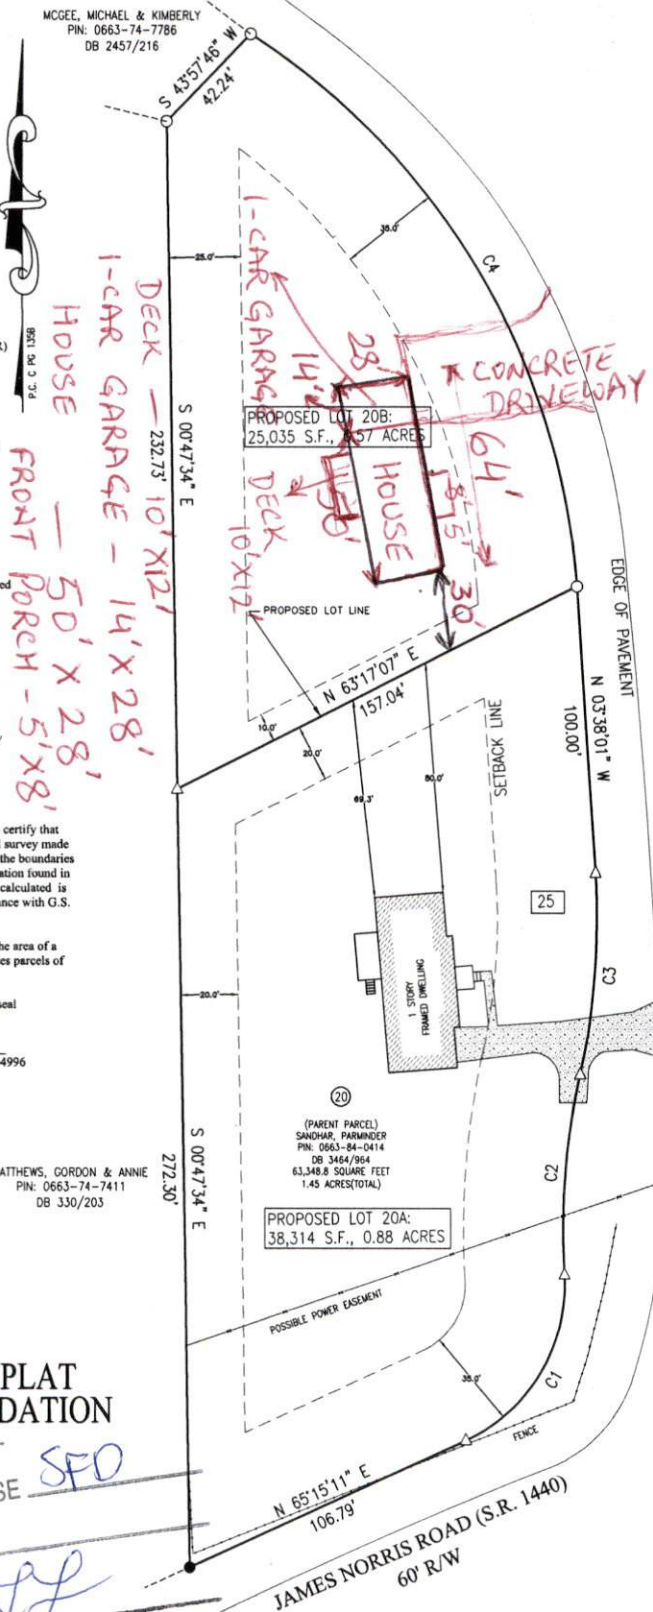 MCGEE, MICHAEL & KIMBERLY
PIN: 0663-74-7786
DB 2457/216
S 43°57'46" W
42.24'
P.C. C PG 135B
C4
35.0'
25.0'
1-CAR GARAGE
28'
14'
CONCRETE
DRIVEWAY
64'
PROPOSED LOT 20B:
25,035 S.F., 0.57 ACRES
HOUSE
DECK
10'X12'
50'
8'
5'
30'
S 00°47'34" E
232.73'
DECK — 10'X12'
1-CAR GARAGE - 14'X28'
HOUSE — 50'X28'
FRONT PORCH - 5'X8'
PROPOSED LOT LINE
N 63°17'07" E
157.04'
10.0'
20.0'
EDGE OF PAVEMENT
N 03°38'01" W
100.00'
SETBACK LINE
69.3'
80.0'
25
certify that
survey made
the boundaries
ation found in
calculated is
nce with G.S.
he area of a
es parcels of
seal
4996
1 STORY
FRAMED DWELLING
C3
20.0'
20
(PARENT PARCEL)
SANDHAR, PARMINDER
PIN: 0663-84-0414
DB 3464/964
63,348.8 SQUARE FEET
1.45 ACRES(TOTAL)
C2
ATTHEWS, GORDON & ANNIE
PIN: 0663-74-7411
DB 330/203
S 00°47'34" E
272.30'
PROPOSED LOT 20A:
38,314 S.F., 0.88 ACRES
POSSIBLE POWER EASEMENT
35.0'
C1
FENCE
PLAT
DATION
SE SFD
N 65°15'11" E
106.79'
JAMES NORRIS ROAD (S.R. 1440)
60' R/W